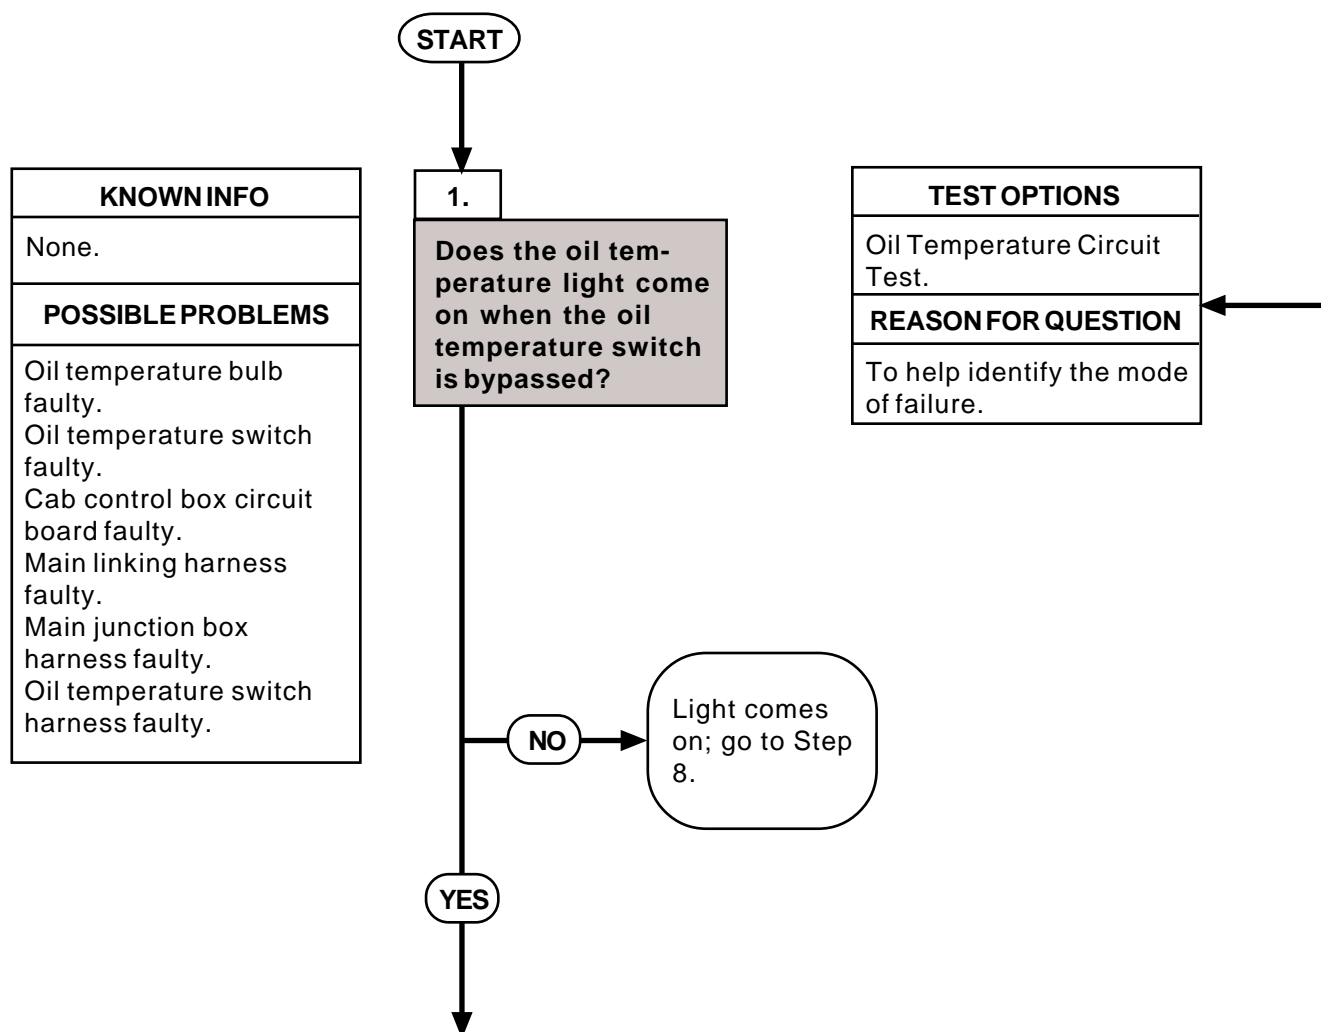 START
KNOWN INFO
None.
POSSIBLE PROBLEMS
Oil temperature bulb
faulty.
Oil temperature switch
faulty.
Cab control box circuit
board faulty.
Main linking harness
faulty.
Main junction box
harness faulty.
Oil temperature switch
harness faulty.
1.
Does the oil tem-
perature light come
on when the oil
temperature switch
is bypassed?
TEST OPTIONS
Oil Temperature Circuit
Test.
REASON FOR QUESTION
To help identify the mode
of failure.
NO
Light comes
on; go to Step
8.
YES